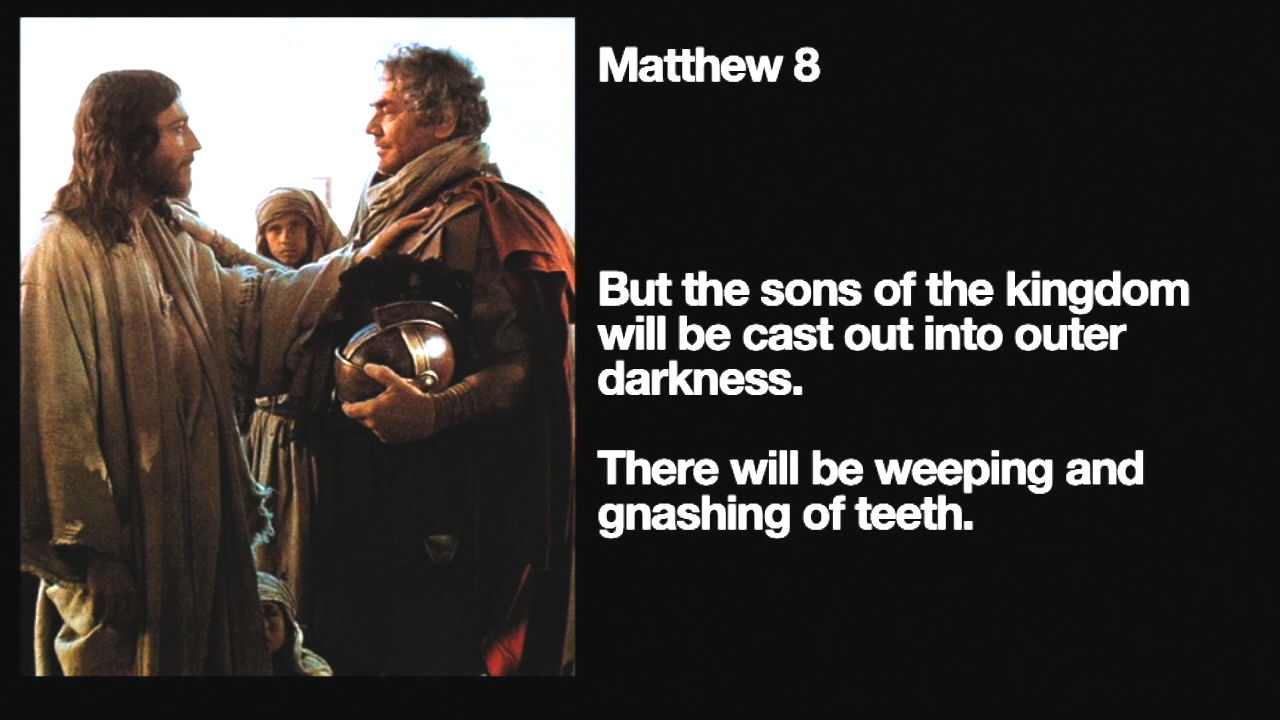 Matthew 8
But the sons of the kingdom
will be cast out into outer
darkness.
There will be weeping and
gnashing of teeth.